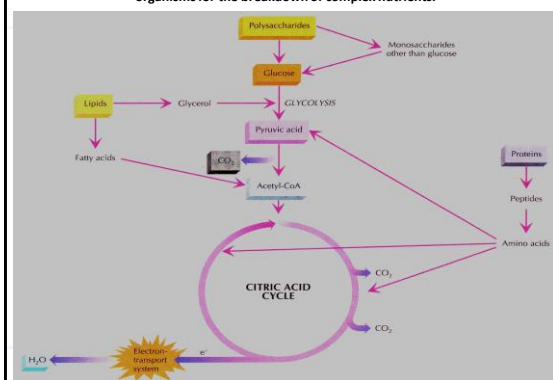 organisms for the breakdown of complex nutrients.
Polysaccharides
Monosaccharides
other than glucose
Glucose
Lipids
Glycerol
GLYCOLYSIS
Pyruvic acid
CO₂
Proteins
Fatty acids
Acetyl-CoA
Peptides
Amino acids
CITRIC ACID
CYCLE
CO₂
CO₂
Electron-
transport
system
e⁻
H₂O